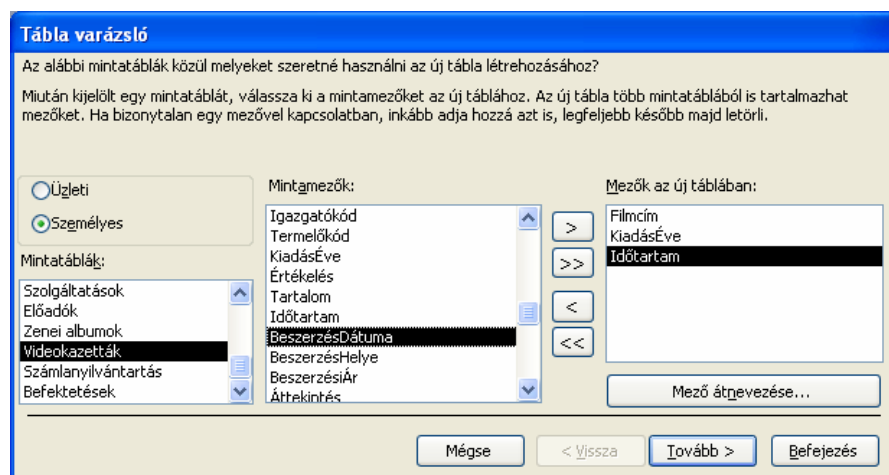 Tábla varázsló
Az alábbi mintatáblák közül melyeket szeretné használni az új tábla létrehozásához?
Miután kijelölt egy mintatáblát, válassza ki a mintamezőket az új táblához. Az új tábla több mintatáblából is tartalmazhat
mezőket. Ha bizonytalan egy mezővel kapcsolatban, inkább adja hozzá azt is, legfeljebb később majd letörli.
Üzleti
Személyes
Mintatáblák:
Szolgáltatások
Előadók
Zenei albumok
Videokazetták
Számlanyilvántartás
Befektetések
Mintamezők:
Igazgatókód
Termelőkód
KiadásÉve
Értékelés
Tartalom
Időtartam
BeszerzésDátuma
BeszerzésHelye
BeszerzésiÁr
Áttekintés
>
>>
<
<<
Mezők az új táblában:
Filmcím
KiadásÉve
Időtartam
Mező átnevezése...
Mégse
< Vissza
Tovább >
Befejezés